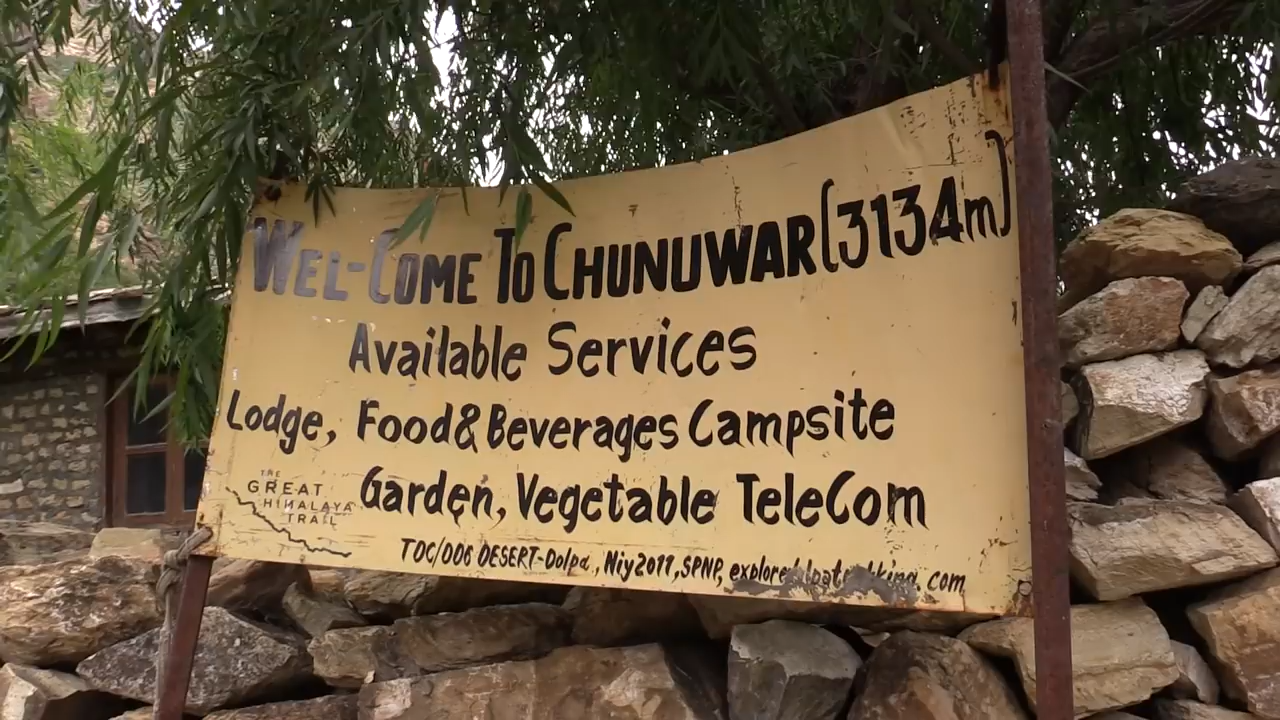 WEL-COME TO CHUNUWAR (3134m)
Available Services
Lodge, Food & Beverages Campsite
Garden, Vegetable TeleCom
THE
GREAT
HIMALAYA
TRAIL
TOC/006 DESERT-Dolpa, Niy2011, SPNP, .com